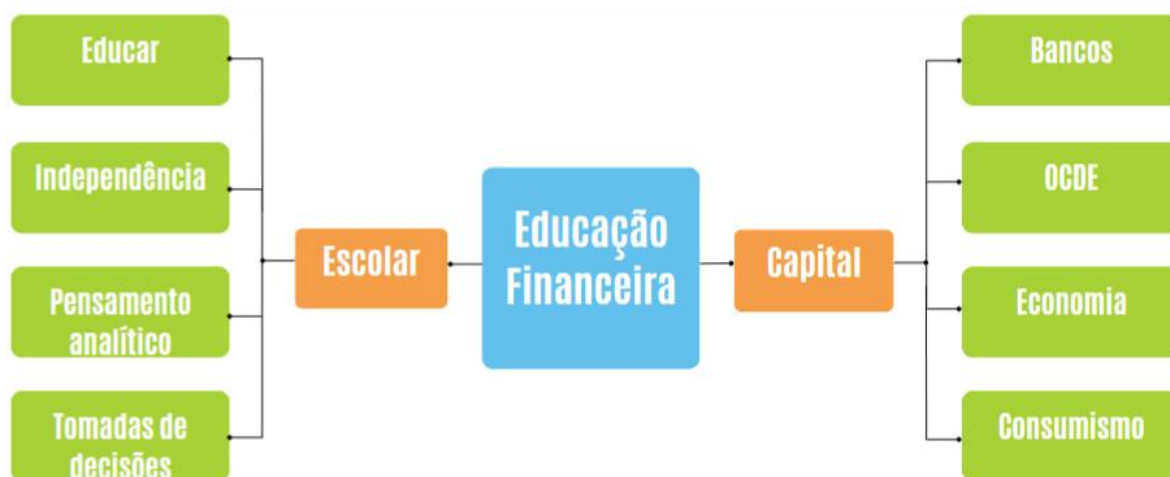 Educar
Independência
Pensamento
analítico
Tomadas de
decisões
Escolar
Educação
Financeira
Capital
Bancos
OCDE
Economia
Consumismo